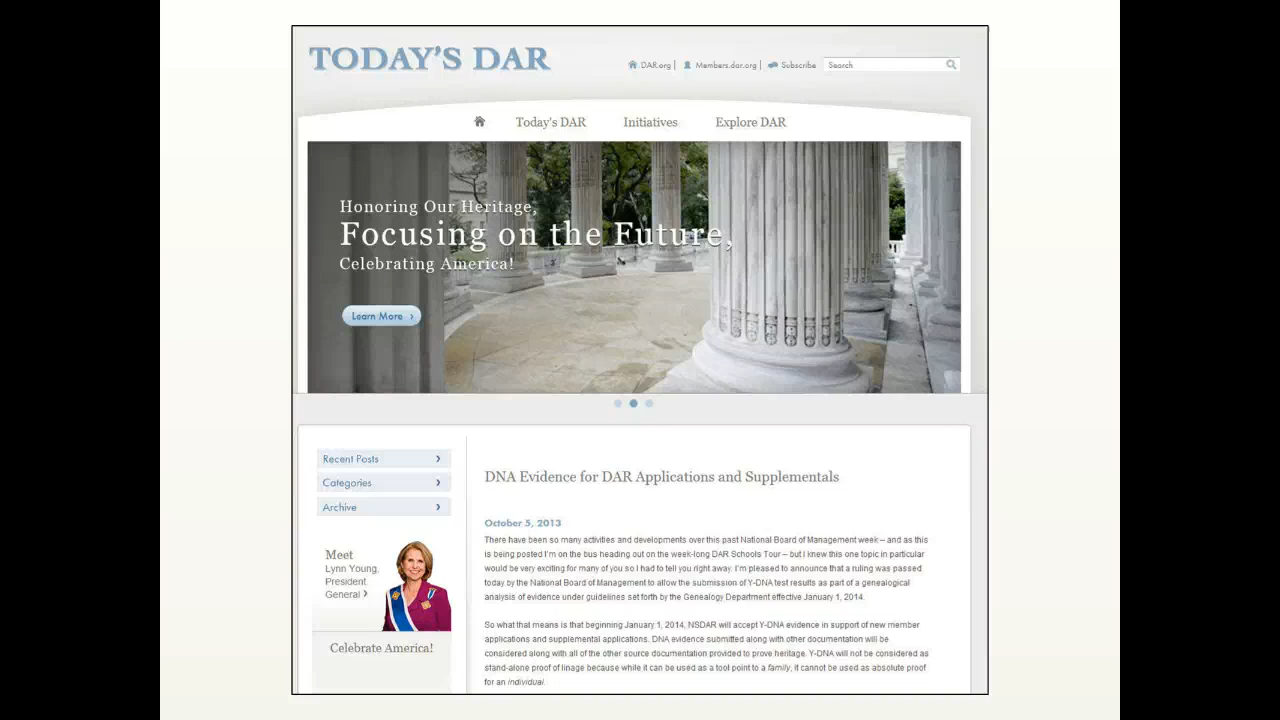 TODAY'S DAR
DAR.org | Members.dar.org | Subscribe Search
Today's DAR Initiatives Explore DAR
Honoring Our Heritage,
Focusing on the Future,
Celebrating America!
Learn More ›
Recent Posts ›
Categories ›
Archive ›
Meet
Lynn Young,
President
General ›
Celebrate America!
DNA Evidence for DAR Applications and Supplementals
October 5, 2013
There have been so many activities and developments over this past National Board of Management week – and as this
is being posted I'm on the bus heading out on the week-long DAR Schools Tour – but I knew this one topic in particular
would be very exciting for many of you so I had to tell you right away. I'm pleased to announce that a ruling was passed
today by the National Board of Management to allow the submission of Y-DNA test results as part of a genealogical
analysis of evidence under guidelines set forth by the Genealogy Department effective January 1, 2014.
So what that means is that beginning January 1, 2014, NSDAR will accept Y-DNA evidence in support of new member
applications and supplemental applications. DNA evidence submitted along with other documentation will be
considered along with all of the other source documentation provided to prove heritage. Y-DNA will not be considered as
stand-alone proof of linage because while it can be used as a tool point to a family, it cannot be used as absolute proof
for an individual.